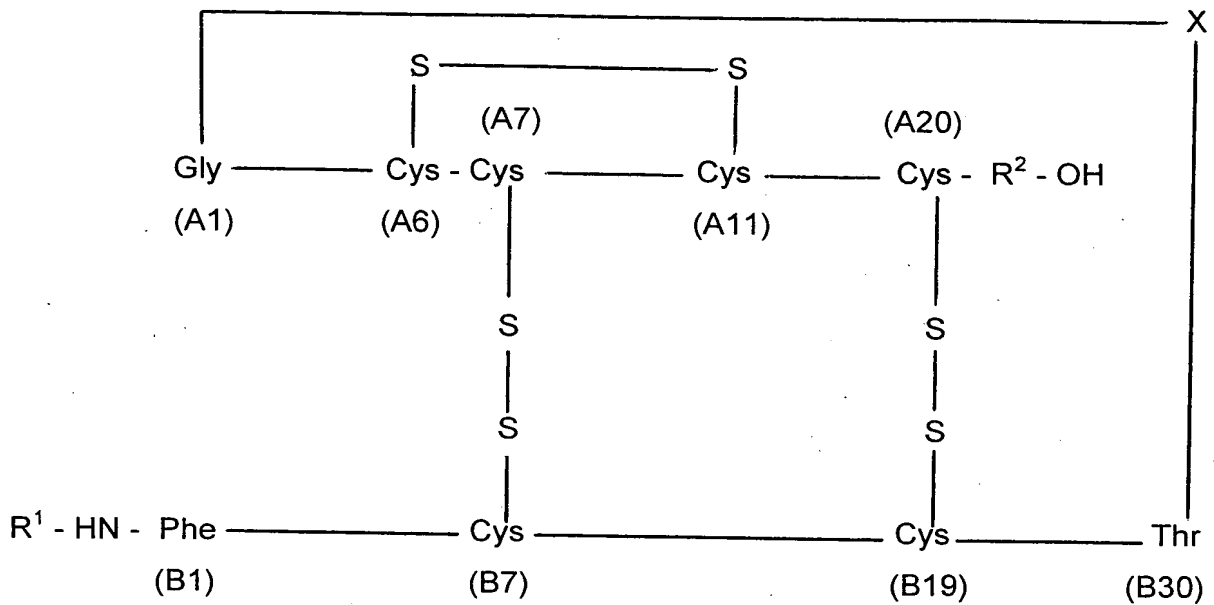 X
S S
(A7) (A20)
Gly Cys - Cys Cys Cys - R² - OH
(A1) (A6) (A11)
S S
S S
R¹ - HN - Phe Cys Cys Thr
(B1) (B7) (B19) (B30)